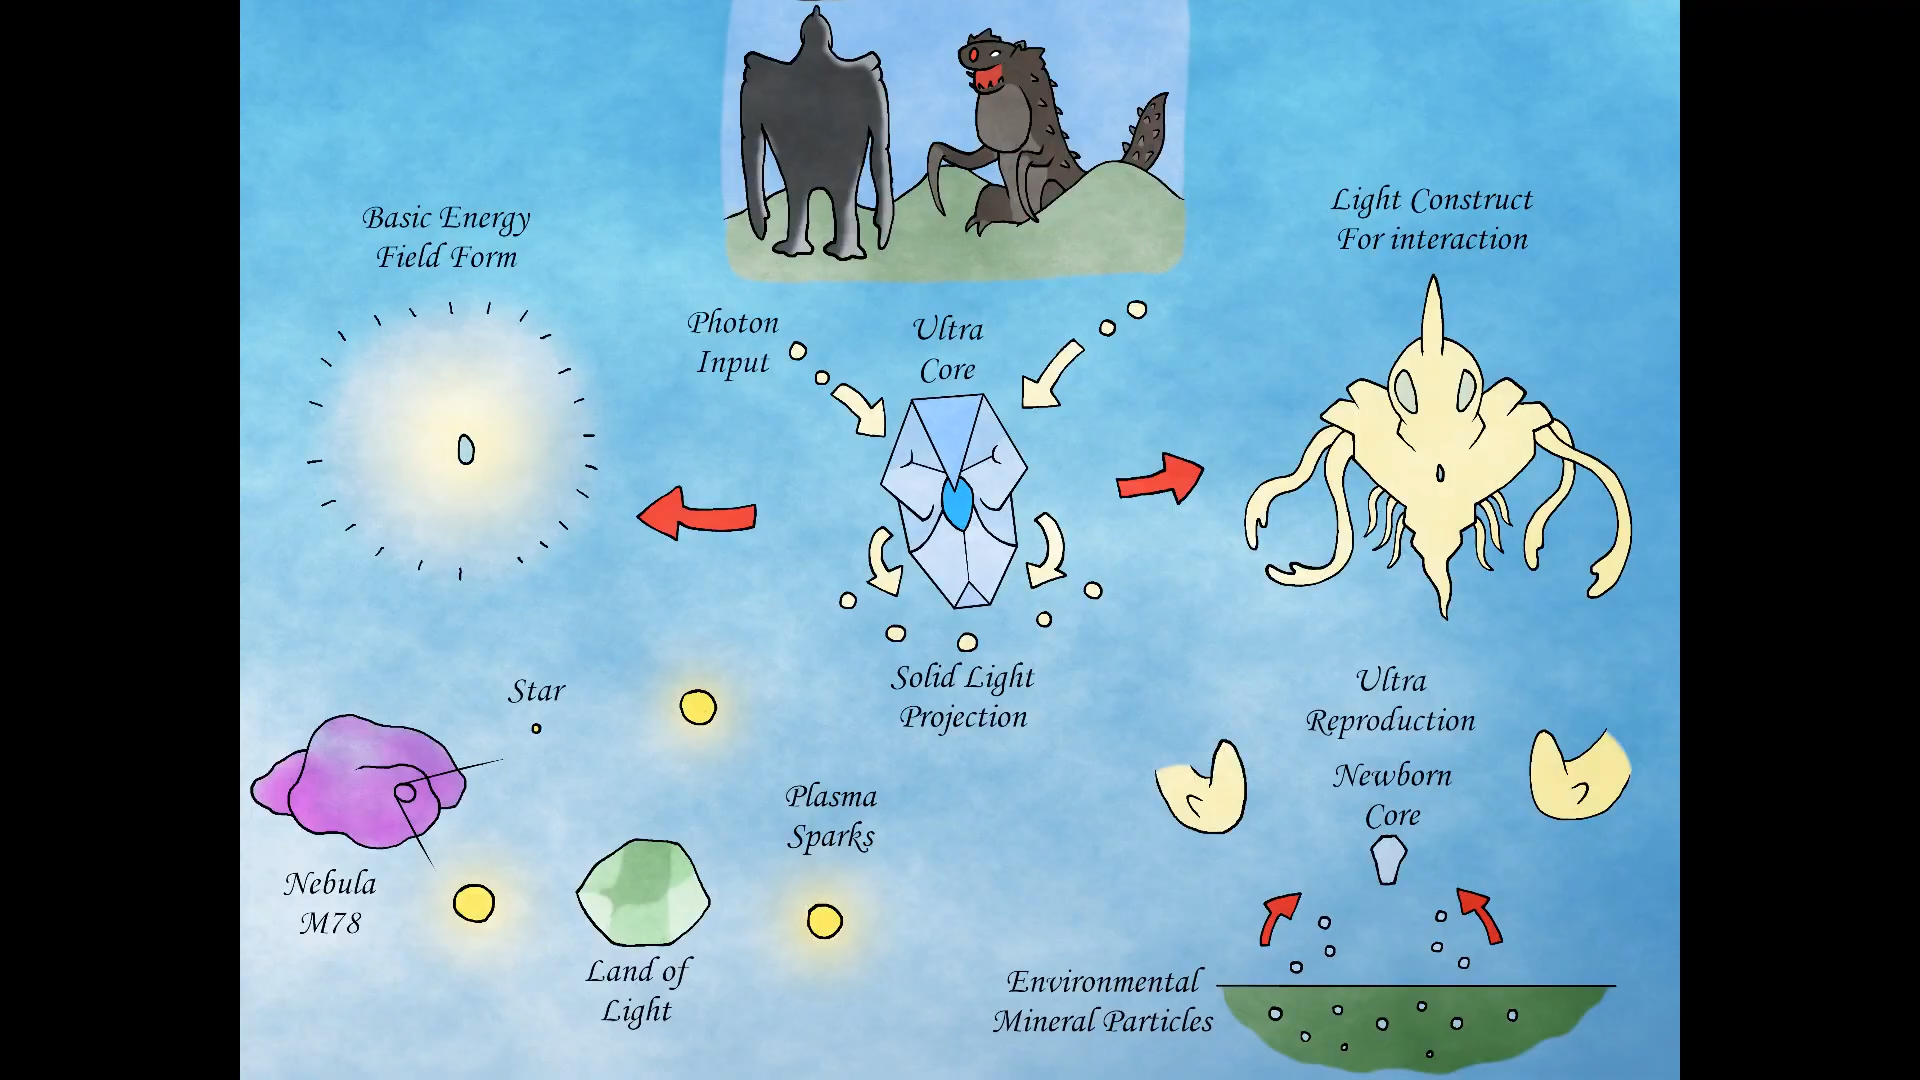 Basic Energy
Field Form
Photon
Input
Ultra
Core
Light Construct
For interaction
Solid Light
Projection
Star
Nebula
M78
Plasma
Sparks
Land of
Light
Ultra
Reproduction
Newborn
Core
Environmental
Mineral Particles